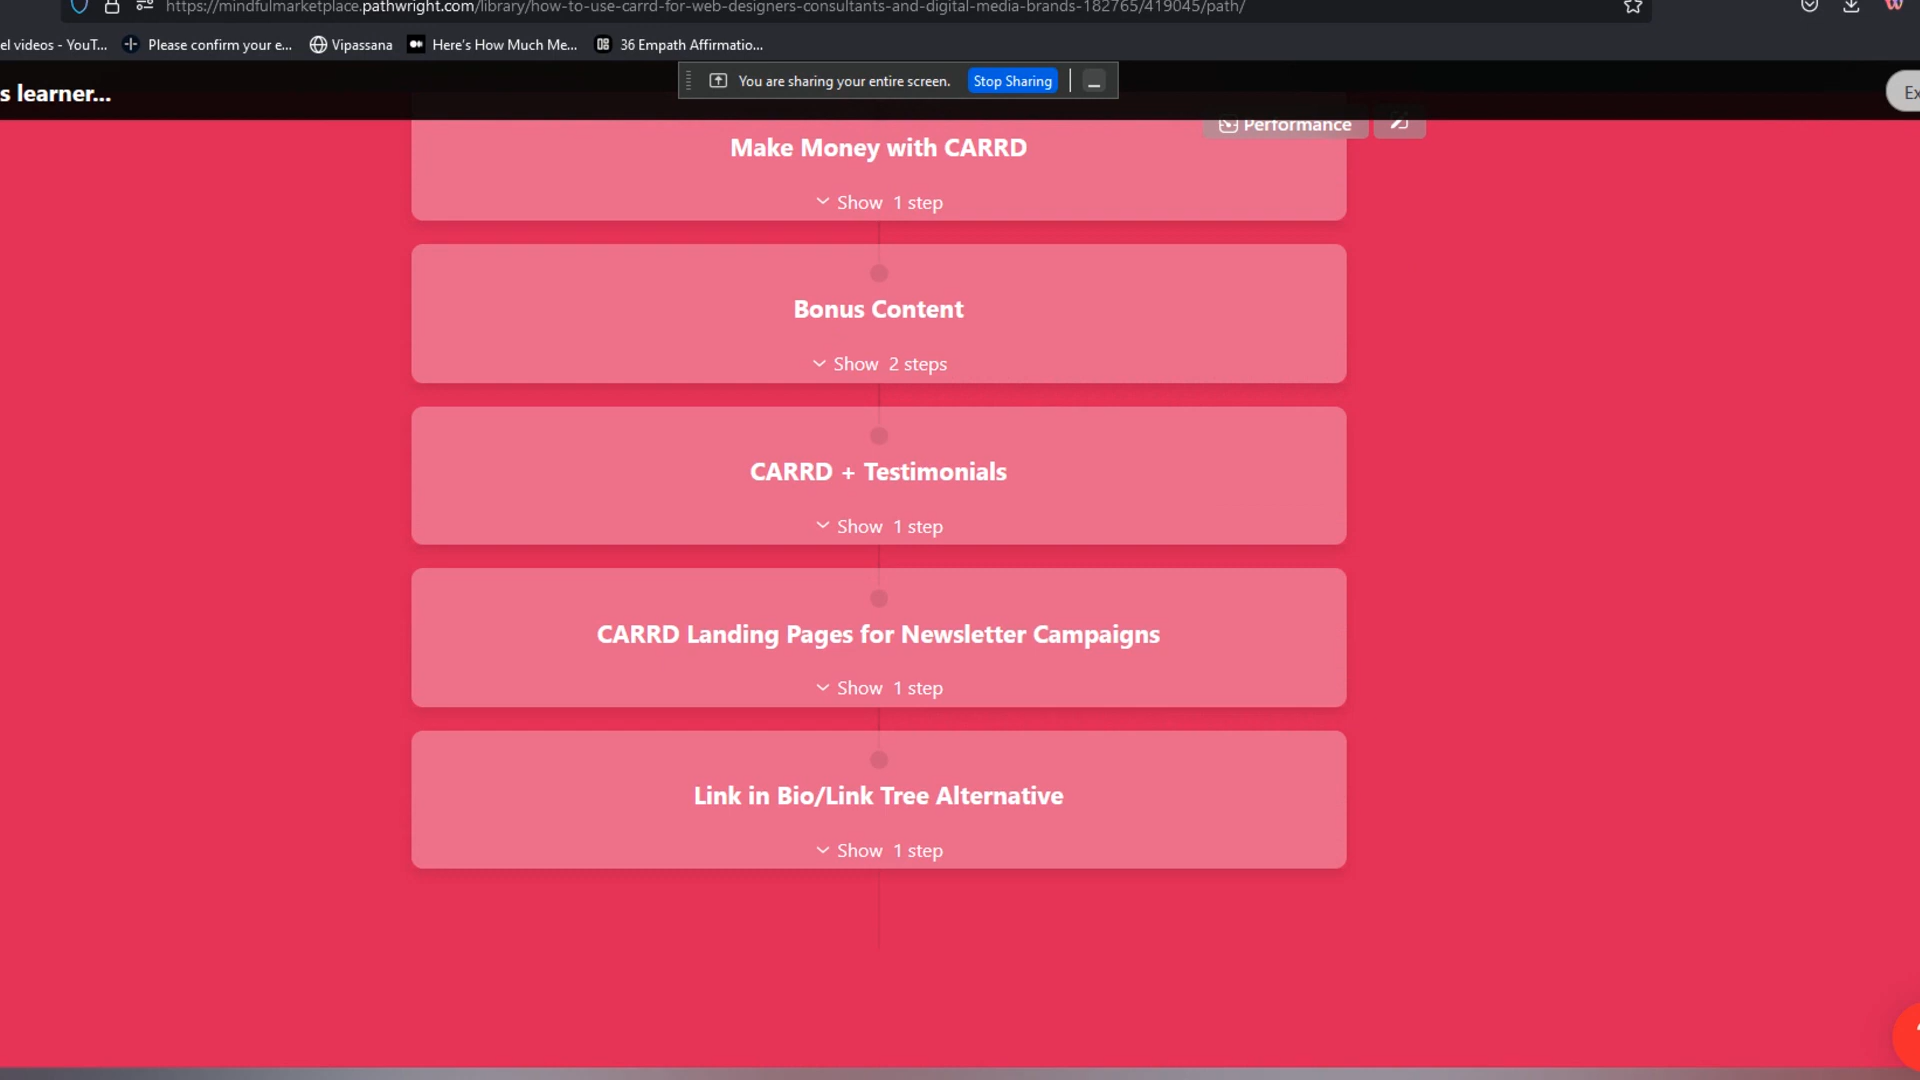 https://mindfulmarketplace.pathwright.com/library/how-to-use-carrd-for-web-designers-consultants-and-digital-media-brands-182765/419045/path/
el videos - YouT...
Please confirm your e...
Vipassana
Here's How Much Me...
36 Empath Affirmatio...
You are sharing your entire screen.
Stop Sharing
s learner...
Ex
Performance
Make Money with CARRD
Show 1 step
Bonus Content
Show 2 steps
CARRD + Testimonials
Show 1 step
CARRD Landing Pages for Newsletter Campaigns
Show 1 step
Link in Bio/Link Tree Alternative
Show 1 step